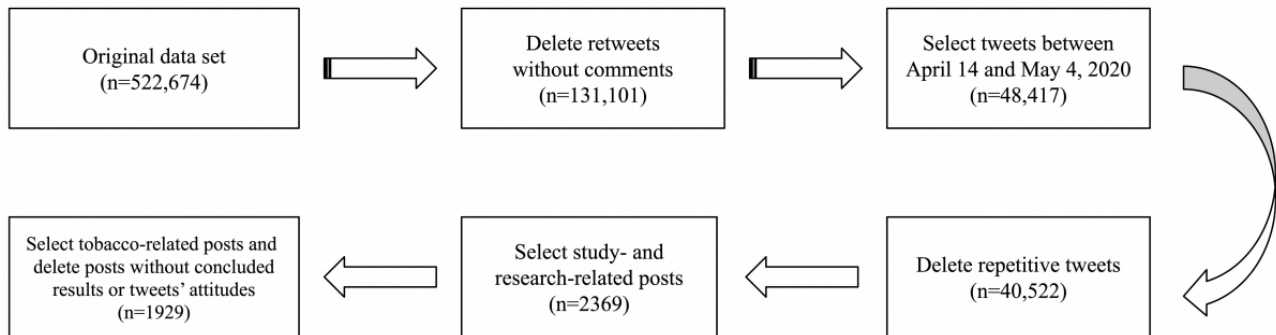 Original data set
(n=522,674)
Delete retweets
without comments
(n=131,101)
Select tweets between
April 14 and May 4, 2020
(n=48,417)
Delete repetitive tweets
(n=40,522)
Select study- and
research-related posts
(n=2369)
Select tobacco-related posts and
delete posts without concluded
results or tweets’ attitudes
(n=1929)